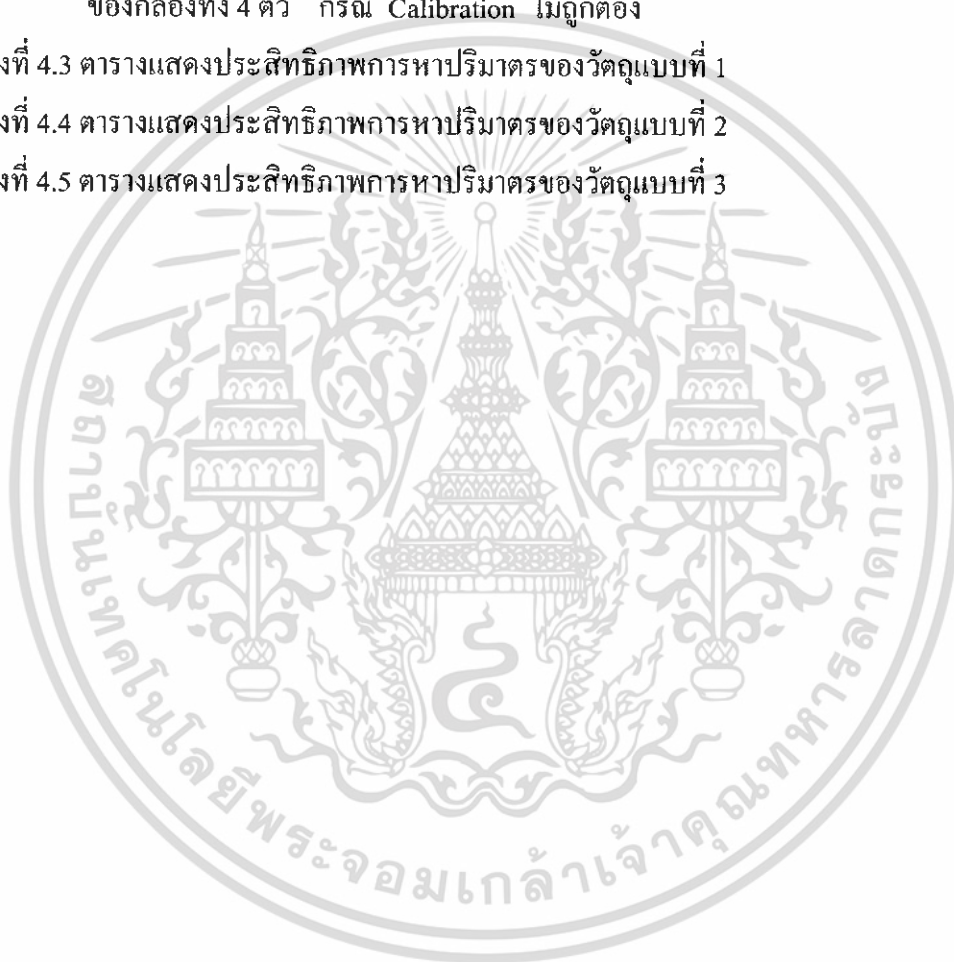 ของกล้องทั้ง 4 ตัว กรณี Calibration ไม่ถูกต้อง
งที่ 4.3 ตารางแสดงประสิทธิภาพการหาปริมาตรของวัตถุแบบที่ 1
งที่ 4.4 ตารางแสดงประสิทธิภาพการหาปริมาตรของวัตถุแบบที่ 2
งที่ 4.5 ตารางแสดงประสิทธิภาพการหาปริมาตรของวัตถุแบบที่ 3
สถาบันเทคโนโลยีพระจอมเกล้าเจ้าคุณทหารลาดกระบัง